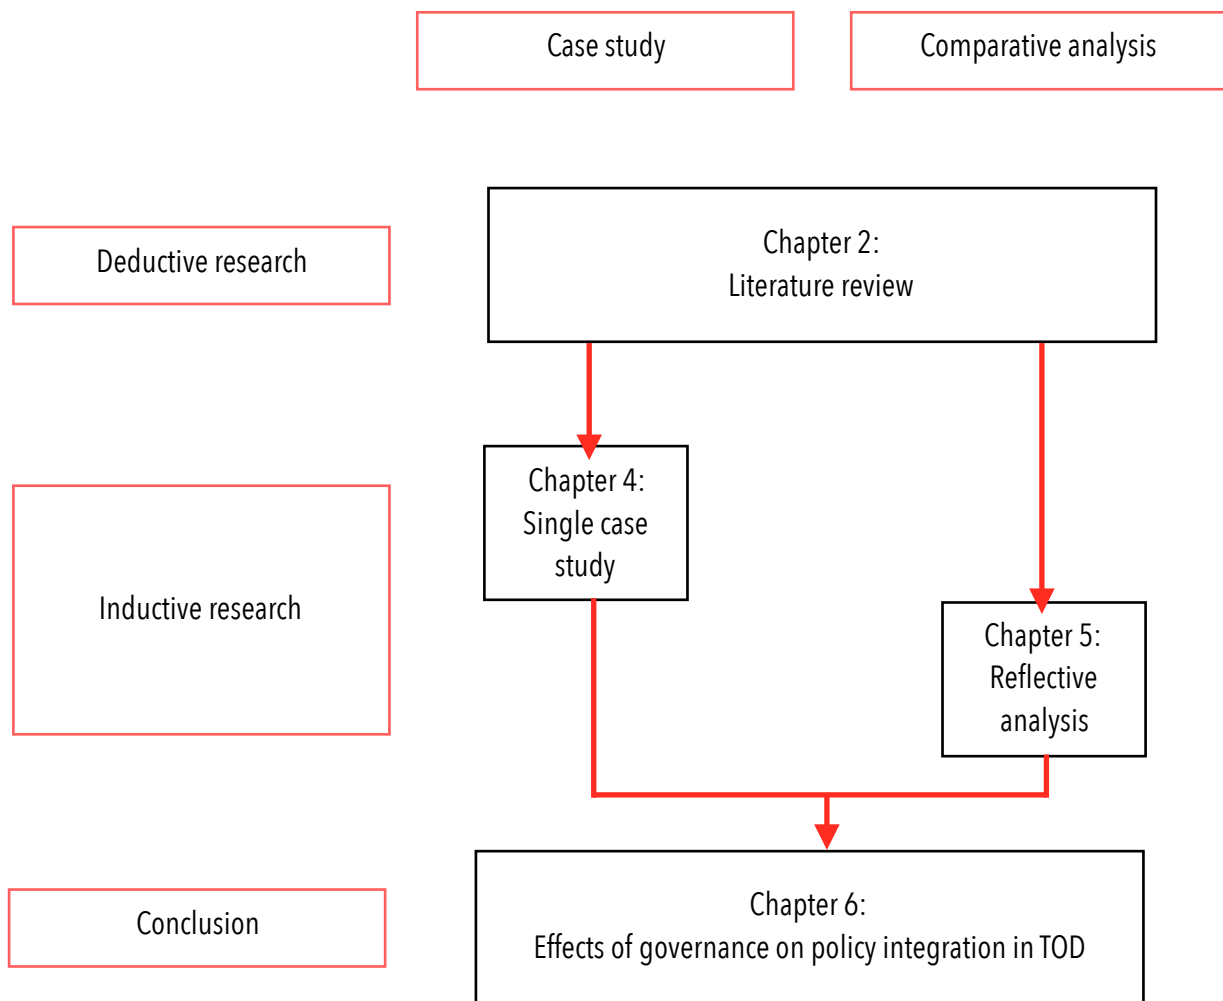 Case study
Comparative analysis
Deductive research
Chapter 2:
Literature review
Inductive research
Chapter 4:
Single case
study
Chapter 5:
Reflective
analysis
Conclusion
Chapter 6:
Effects of governance on policy integration in TOD